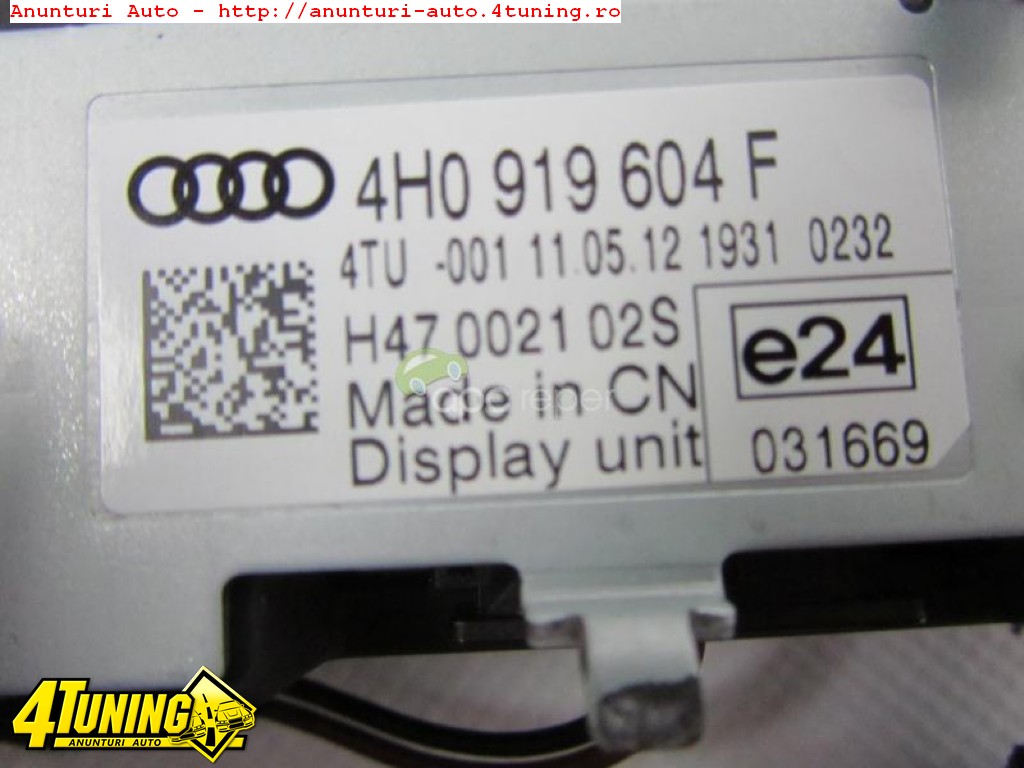 Anunturi Auto - http://anunturi-auto.4tuning.ro
4H0 919 604 F
4TU -001 11.05.12 1931 0232
H47 0021 02S
e24
Made in CN
reper
Display unit
031669
4TUNING
ANUNTURI AUTO